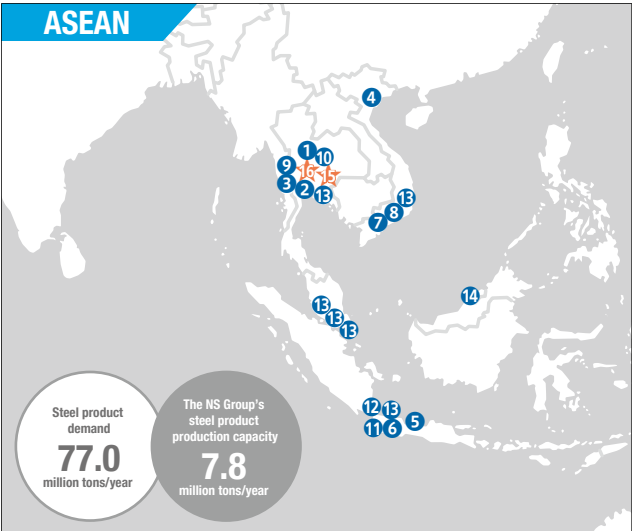 ASEAN
4
1
10
9
16
15
3
2
13
13
8
7
14
13
13
13
12
13
5
11
6
Steel product
demand
77.0
million tons/year
The NS Group's
steel product
production capacity
7.8
million tons/year